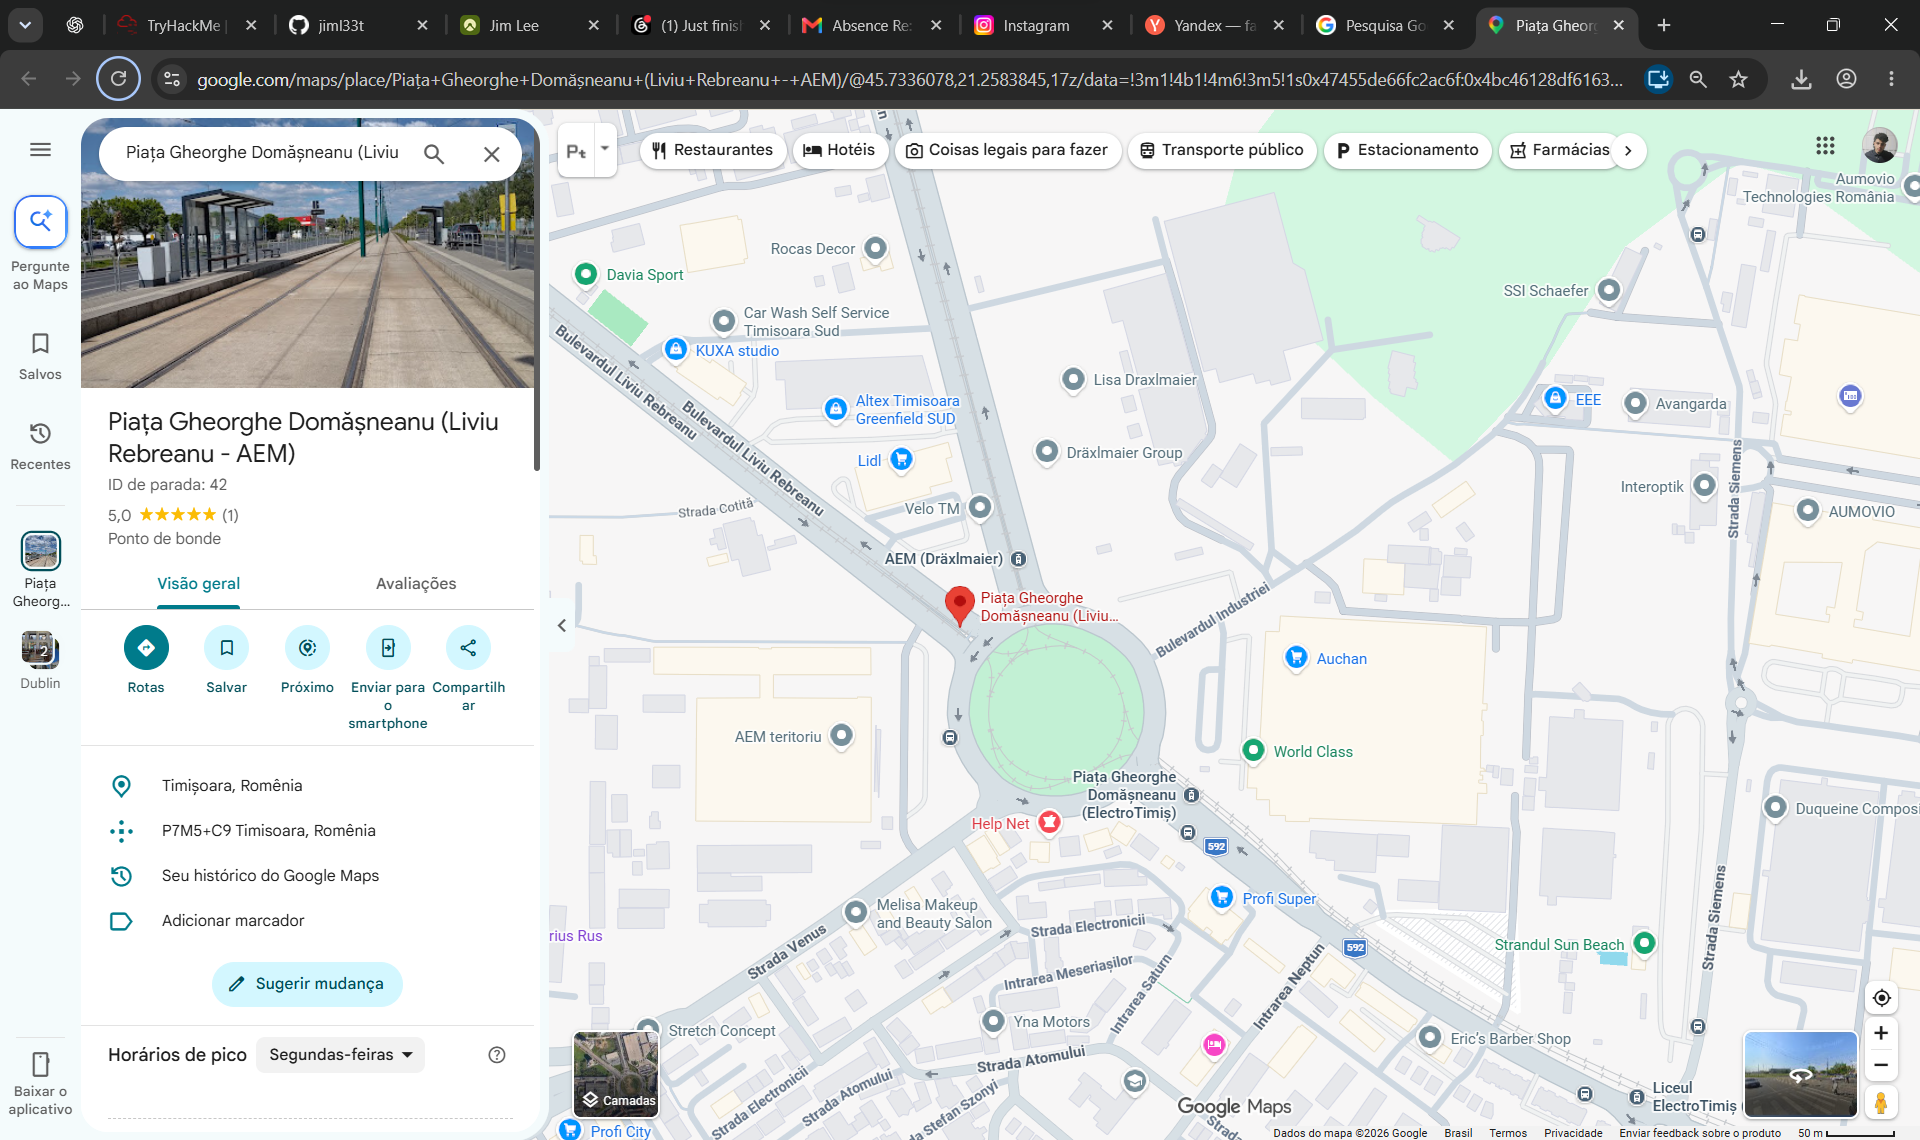 TryHackMe |
jiml33t
Jim Lee
(1) Just finis
Absence Re:
Instagram
Yandex — fa
Pesquisa Go
Piața Gheor
google.com/maps/place/Piața+Gheorghe+Domășneanu+(Liviu+Rebreanu+-+AEM)/@45.7336078,21.2583845,17z/data=!3m1!4b1!4m6!3m5!1s0x47455de66fc2ac6f:0x4bc46128df6163...
Piața Gheorghe Domășneanu (Liviu
Pergunte
ao Maps
Salvos
Recentes
Piața
Gheorg...
2
Dublin
Baixar o
aplicativo
Piața Gheorghe Domășneanu (Liviu
Rebreanu - AEM)
ID de parada: 42
5,0 (1)
Ponto de bonde
Visão geral
Avaliações
Rotas
Salvar
Próximo
Enviar para
o
smartphone
Compartilh
ar
Timișoara, Romênia
P7M5+C9 Timisoara, Romênia
Seu histórico do Google Maps
Adicionar marcador
Sugerir mudança
Horários de pico
Segundas-feiras
Restaurantes
Hotéis
Coisas legais para fazer
Transporte público
Estacionamento
Farmácias
Aumovio
Technologies România
Rocas Decor
Davia Sport
SSI Schaefer
Car Wash Self Service
Timisoara Sud
KUXA studio
Bulevardul Liviu Rebreanu
Bulevardul Liviu Rebreanu
Lisa Draxlmaier
Altex Timisoara
Greenfield SUD
EEE
Avangarda
Lidl
Dräxlmaier Group
Strada Siemens
Interoptik
AUMOVIO
Strada Cotită
Velo TM
AEM (Dräxlmaier)
Piața Gheorghe
Domășneanu (Liviu...
Bulevardul Industriei
Auchan
AEM teritoriu
World Class
Piața Gheorghe
Domășneanu
(ElectroTimiș)
Help Net
592
Duqueine Composi
Profi Super
Melisa Makeup
and Beauty Salon
rius Rus
Strada Electronicii
Strada Venus
592
Strandul Sun Beach
Strada Siemens
Intrarea Meseriașilor
Intrarea Saturn
Intrarea Neptun
Stretch Concept
Yna Motors
Eric's Barber Shop
Strada Atomului
Strada Electronicii
Strada Atomului
da Stefan Szonyi
Liceul
ElectroTimiș
Camadas
Profi City
Google Maps
Dados do mapa ©2026 Google
Brasil
Termos
Privacidade
Enviar feedback sobre o produto
50 m